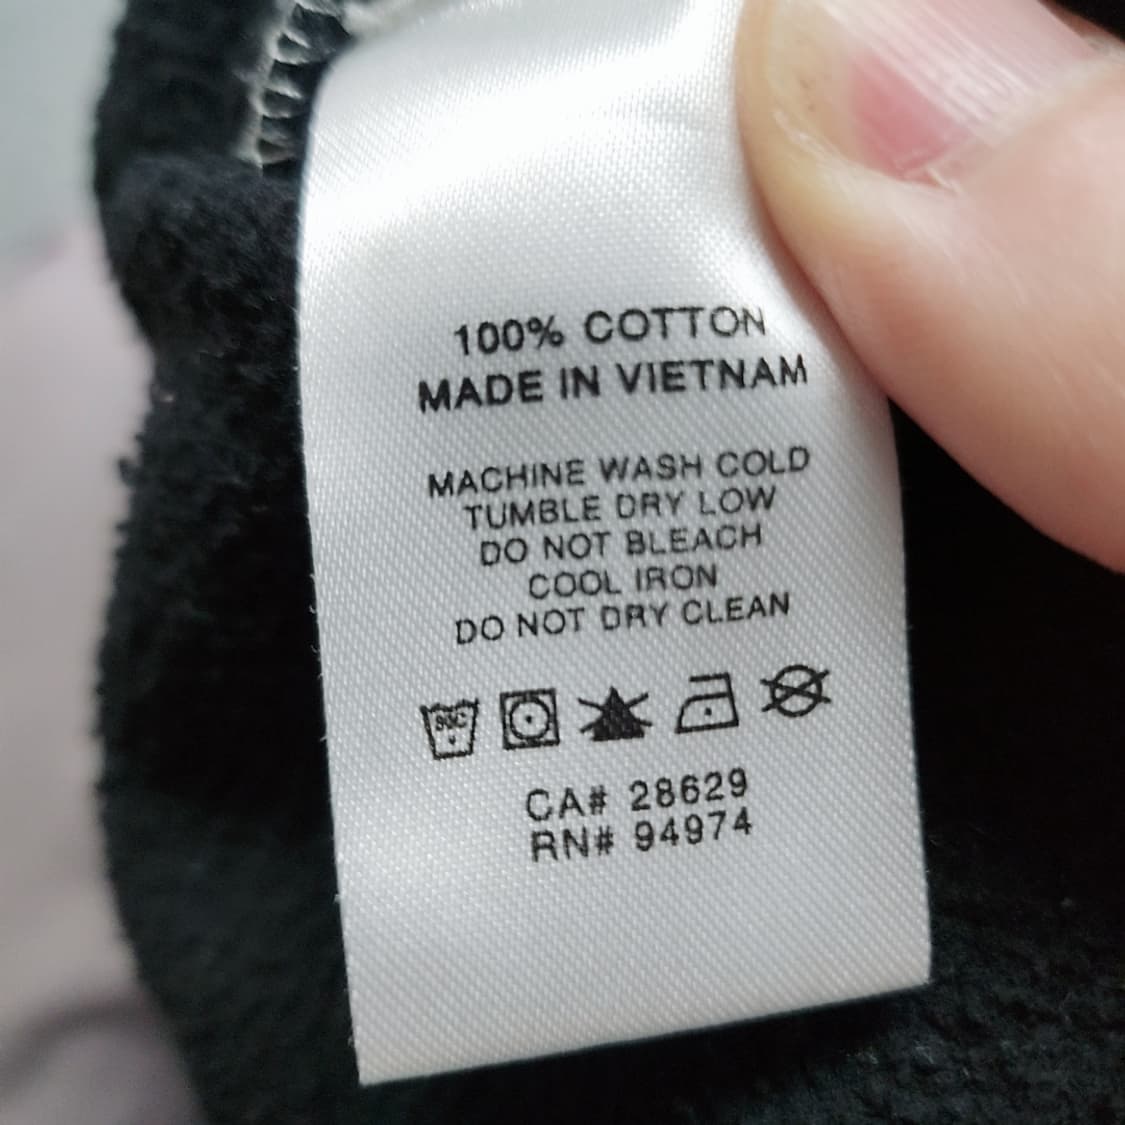 100% COTTON
MADE IN VIETNAM
MACHINE WASH COLD
TUMBLE DRY LOW
DO NOT BLEACH
COOL IRON
DO NOT DRY CLEAN
30C
CA# 28629
RN# 94974